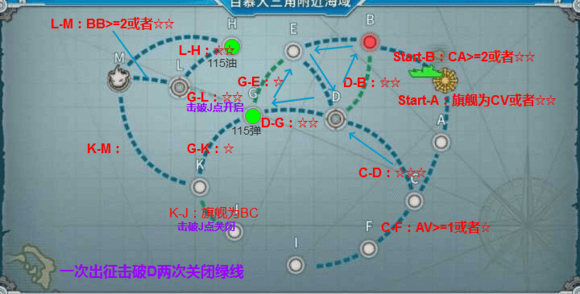 百慕大三角附近海域
H
L-M：BB>=2或者☆☆
B
L-H：☆☆
E
M
115油
Start-B：CA>=2或者☆☆
L
G-E：☆
D-B：☆☆
G-L：☆☆
G
Start-A：旗舰为CV或者☆☆
击破J点开启
D
115弹
D-G：☆☆
A
K-M：
G-K：☆
C-D：☆☆☆
K
C
K-J：旗舰为BC
J
C-F：AV>=1或者☆
击破J点关闭
F
I
一次出征击破D两次关闭绿线